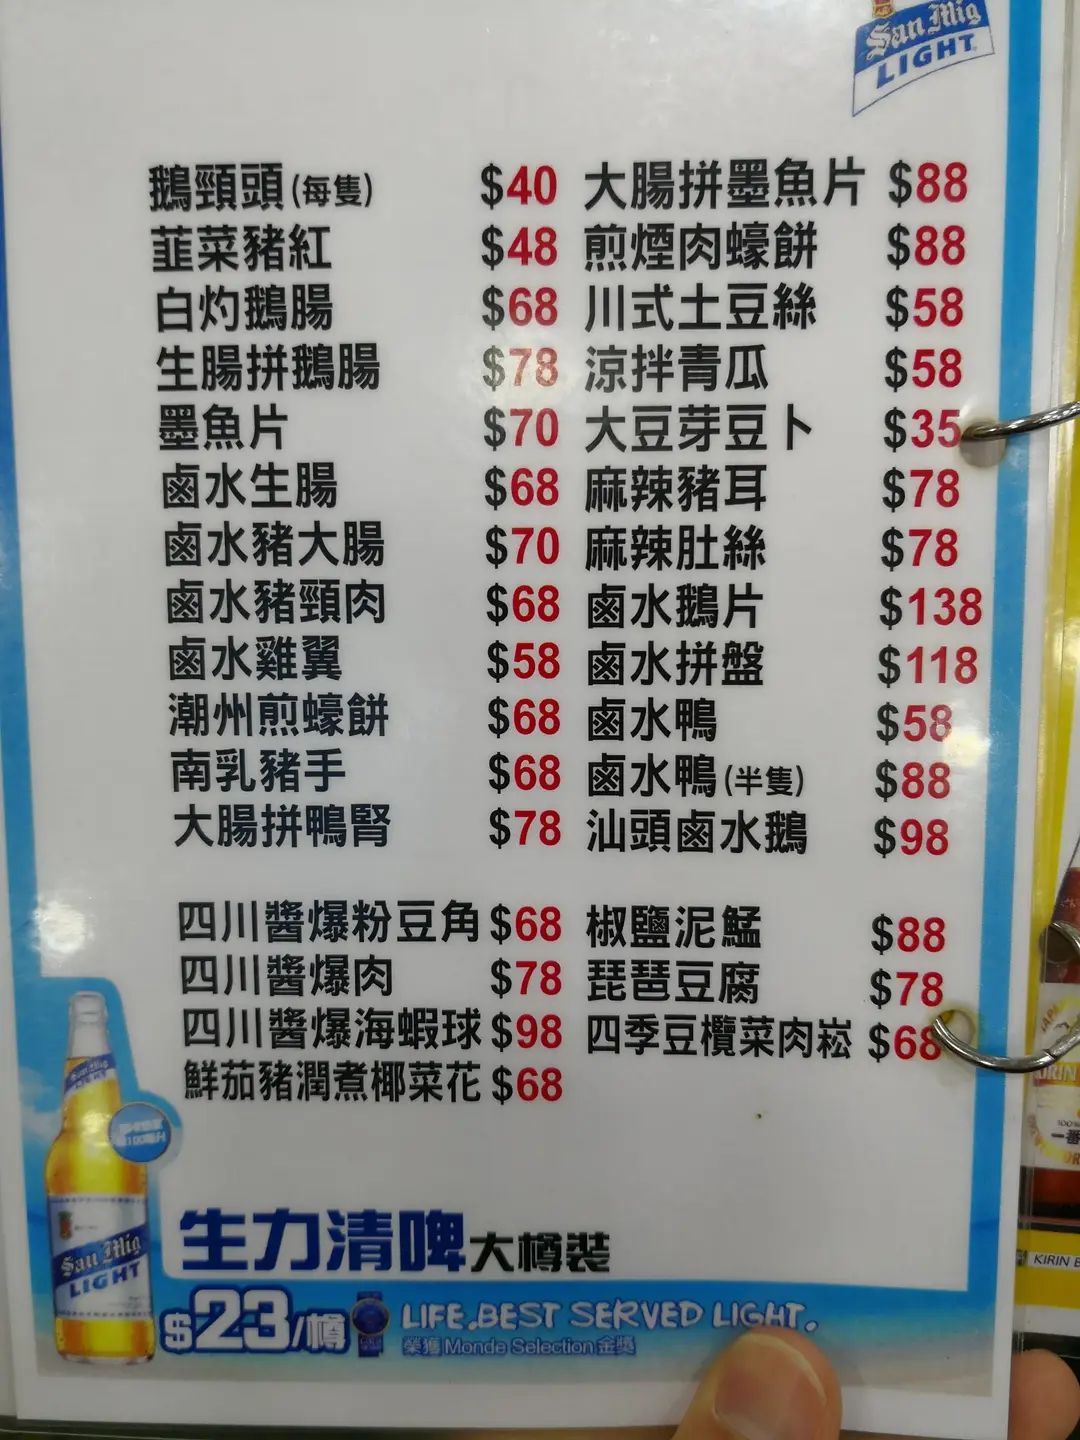 San Mig
LIGHT
鵝頸頭(每隻) $40
韮菜豬紅 $48
白灼鵝腸 $68
生腸拼鵝腸 $78
墨魚片 $70
鹵水生腸 $68
鹵水豬大腸 $70
鹵水豬頸肉 $68
鹵水雞翼 $58
潮州煎蠔餅 $68
南乳豬手 $68
大腸拼鴨腎 $78
大腸拼墨魚片 $88
煎煙肉蠔餅 $88
川式土豆絲 $58
涼拌青瓜 $58
大豆芽豆卜 $35
麻辣豬耳 $78
麻辣肚絲 $78
鹵水鵝片 $138
鹵水拼盤 $118
鹵水鴨 $58
鹵水鴨(半隻) $88
汕頭鹵水鵝 $98
四川醬爆粉豆角 $68
四川醬爆肉 $78
四川醬爆海蝦球 $98
鮮茄豬潤煮椰菜花 $68
椒鹽泥鯭 $88
琵琶豆腐 $78
四季豆欖菜肉崧 $68
San Mig
LIGHT
生力清啤大樽裝
$23/樽
LIFE.BEST SERVED LIGHT.
榮獲Monde Selection金獎
KIRIN
一番
KIRIN B